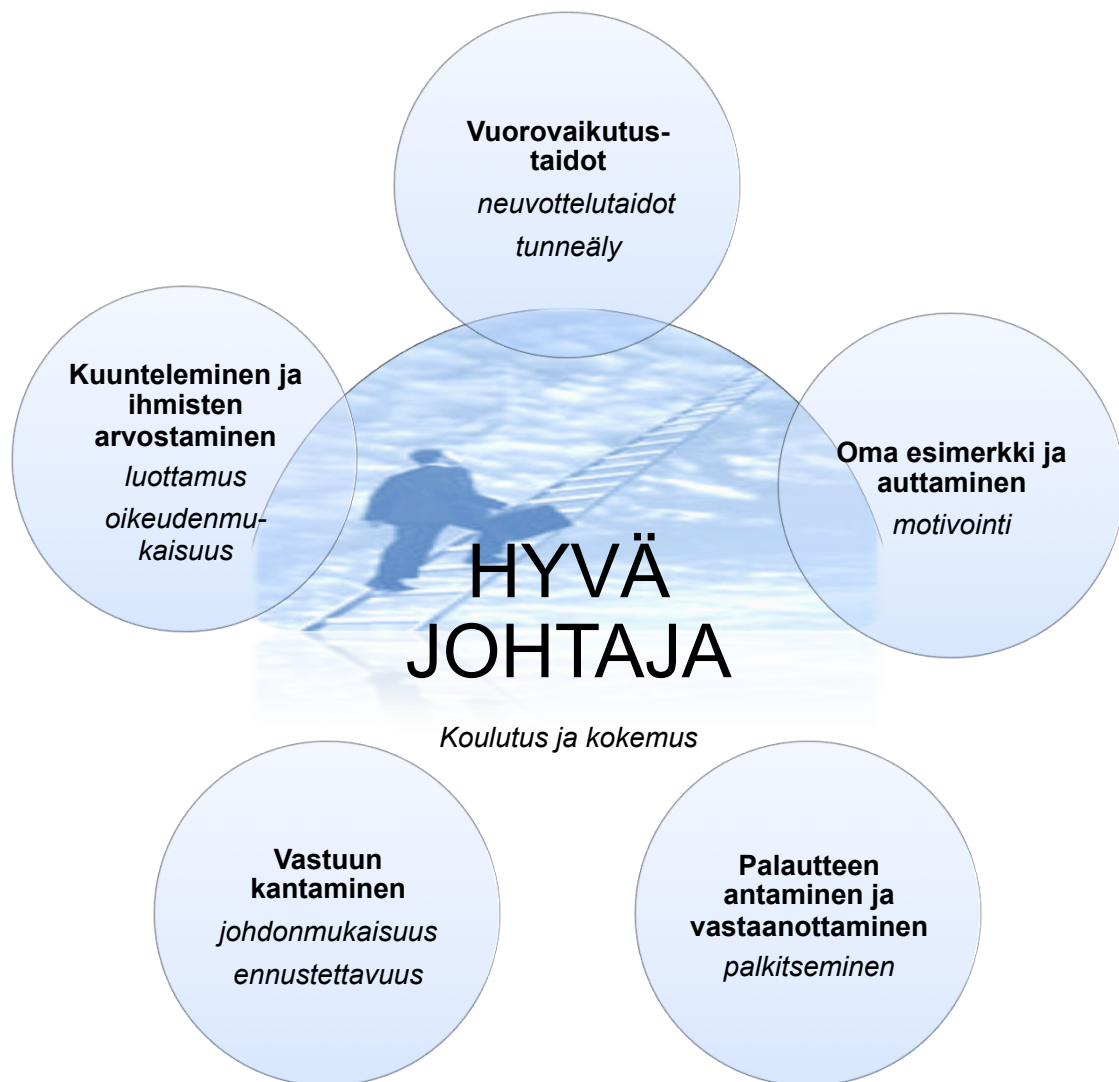 Vuorovaikutus-
taidot
neuvottelutaidot
tunneäly
Kuunteleminen ja
ihmisten
arvostaminen
luottamus
oikeudenmu-
kaisuus
Oma esimerkki ja
auttaminen
motivointi
HYVÄ
JOHTAJA
Koulutus ja kokemus
Vastuun
kantaminen
johdonmukaisuus
ennustettavuus
Palautteen
antaminen ja
vastaanottaminen
palkitseminen